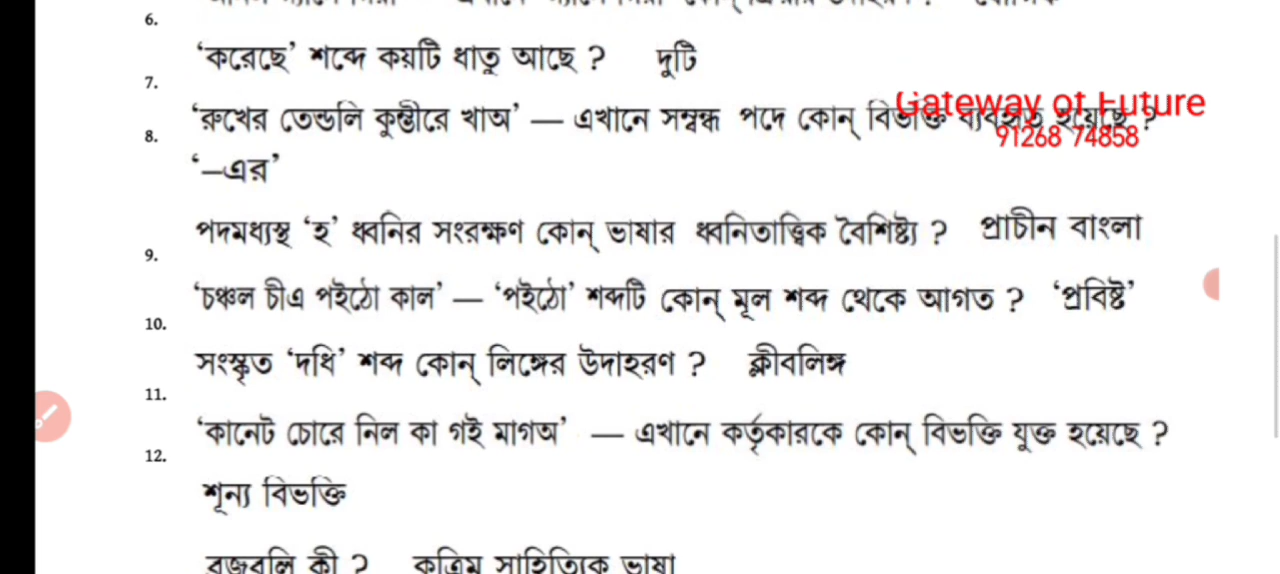 6.
‘করেছে’ শব্দে কয়টি ধাতু আছে ? দুটি
7.
‘রুখের তেন্তলি কুম্ভীরে খাঅ’ — এখানে সম্বন্ধ পদে কোন্ বিভক্তি ব্যবহৃত হয়েছে ?
Gateway of Future
91268 74858
8.
‘–এর’
পদমধ্যস্থ ‘হ’ ধ্বনির সংরক্ষণ কোন্ ভাষার ধ্বনিতাত্ত্বিক বৈশিষ্ট্য ? প্রাচীন বাংলা
9.
‘চঞ্চল চীএ পইঠো কাল’ — ‘পইঠো’ শব্দটি কোন্ মূল শব্দ থেকে আগত ? ‘প্রবিষ্ট’
10.
সংস্কৃত ‘দধি’ শব্দ কোন্ লিঙ্গের উদাহরণ ? ক্লীবলিঙ্গ
11.
‘কানেট চোরে নিল কা গই মাগঅ’ — এখানে কর্তৃকারকে কোন্ বিভক্তি যুক্ত হয়েছে ?
12.
শূন্য বিভক্তি
ব্রজবুলি কী ? কৃত্রিম সাহিত্যিক ভাষা